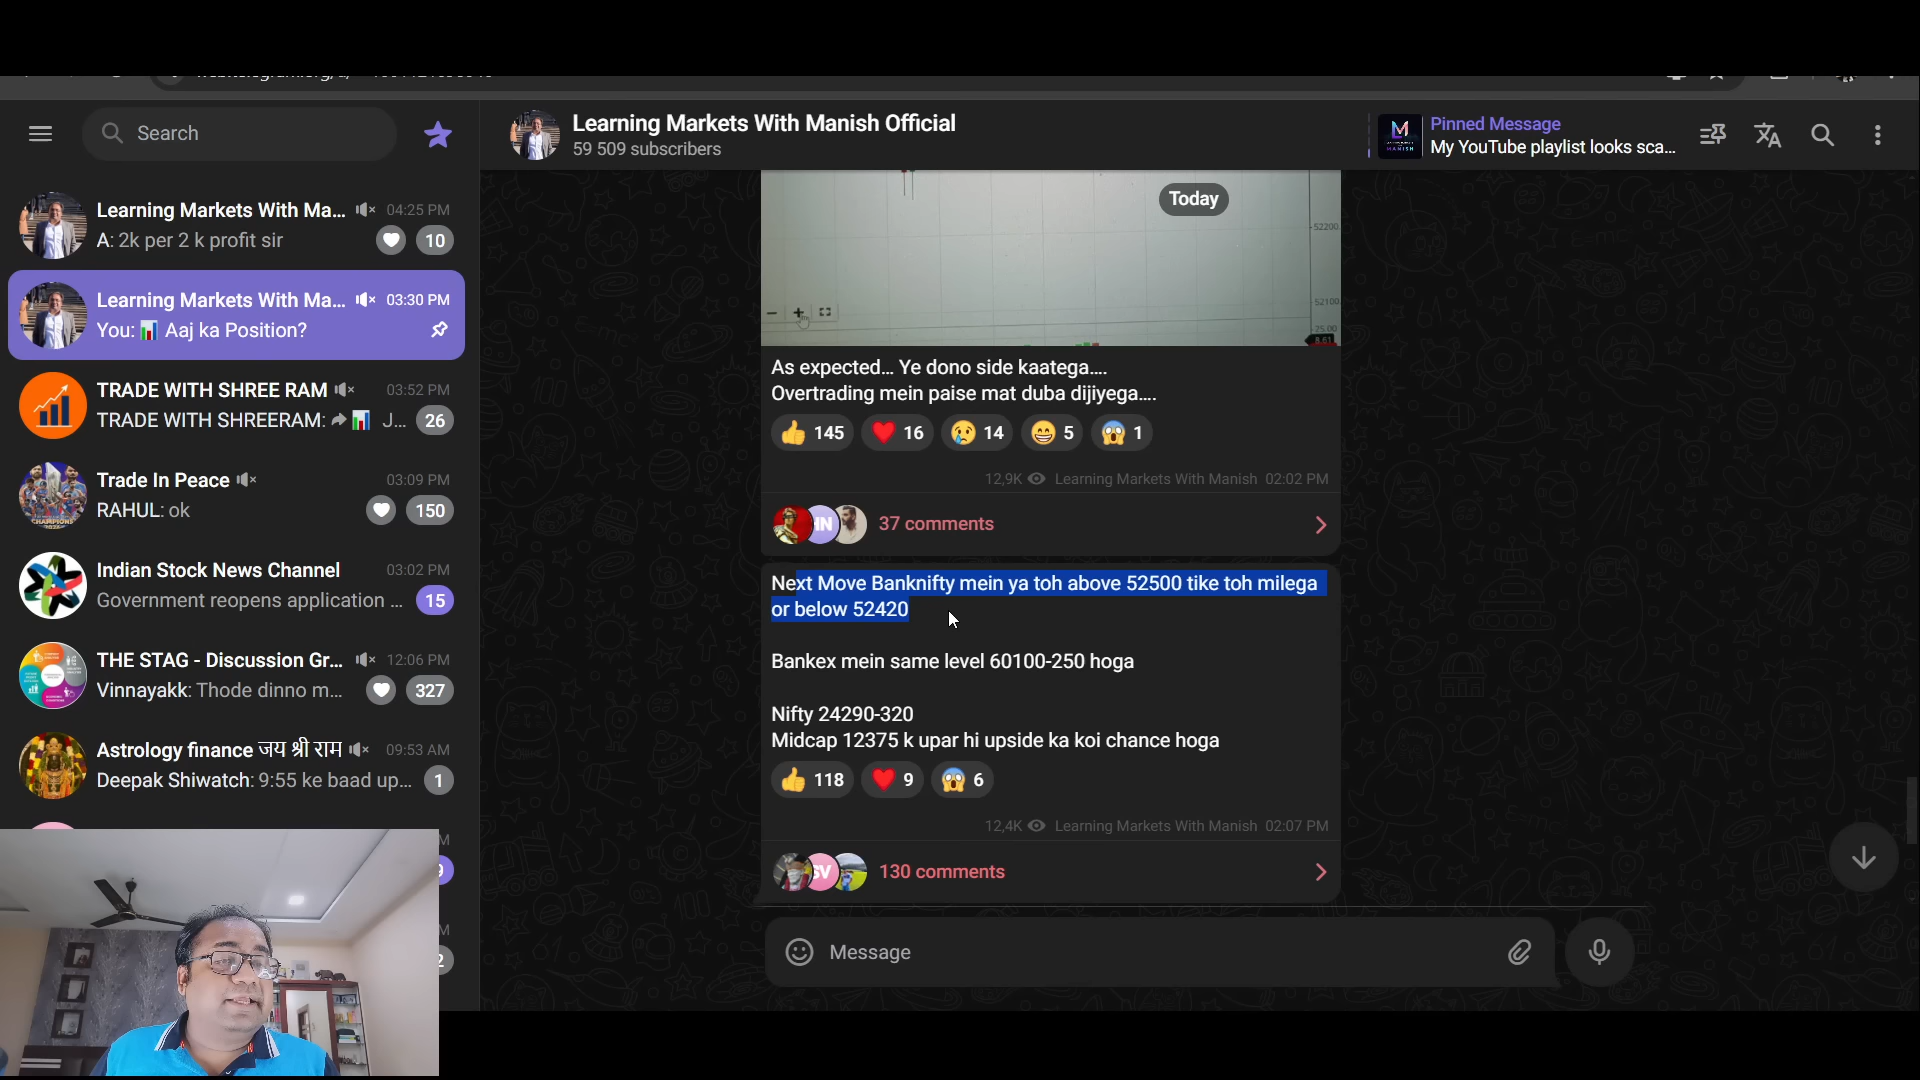 Search
Learning Markets With Manish Official
59 509 subscribers
Pinned Message
My YouTube playlist looks sca...
Learning Markets With Ma... 04:25 PM
A: 2k per 2 k profit sir 10
Learning Markets With Ma... 03:30 PM
You: 📊 Aaj ka Position?
TRADE WITH SHREE RAM 03:52 PM
TRADE WITH SHREERAM: 📊 J... 26
Trade In Peace 03:09 PM
RAHUL: ok 150
Indian Stock News Channel 03:02 PM
Government reopens application ... 15
THE STAG - Discussion Gr... 12:06 PM
Vinnayakk: Thode dinno m... 327
Astrology finance जय श्री राम 09:53 AM
Deepak Shiwatch: 9:55 ke baad up... 1
Today
52200
52100
25.00
8.61
As expected... Ye dono side kaatega....
Overtrading mein paise mat duba dijiyega....
👍 145 ❤️ 16 😢 14 😁 5 😱 1
12,9K Learning Markets With Manish 02:02 PM
HN
37 comments
Next Move Banknifty mein ya toh above 52500 tike toh milega
or below 52420
Bankex mein same level 60100-250 hoga
Nifty 24290-320
Midcap 12375 k upar hi upside ka koi chance hoga
👍 118 ❤️ 9 😱 6
12,4K Learning Markets With Manish 02:07 PM
SV
130 comments
Message